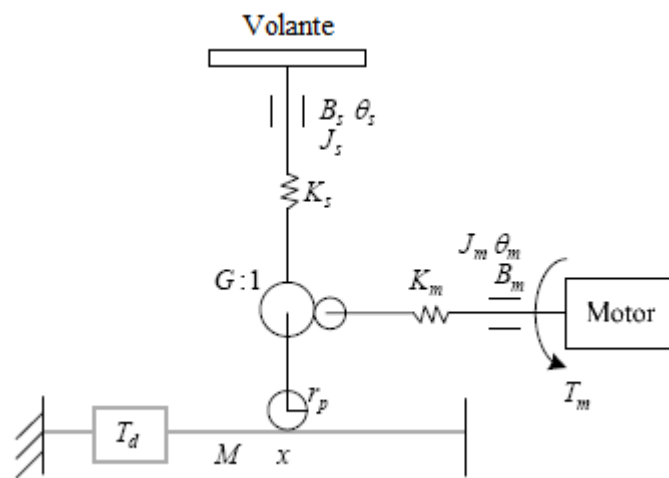 Volante
B_s θ_s
J_s
K_s
J_m θ_m
B_m
K_m
G:1
Motor
T_m
r_p
T_d
M x